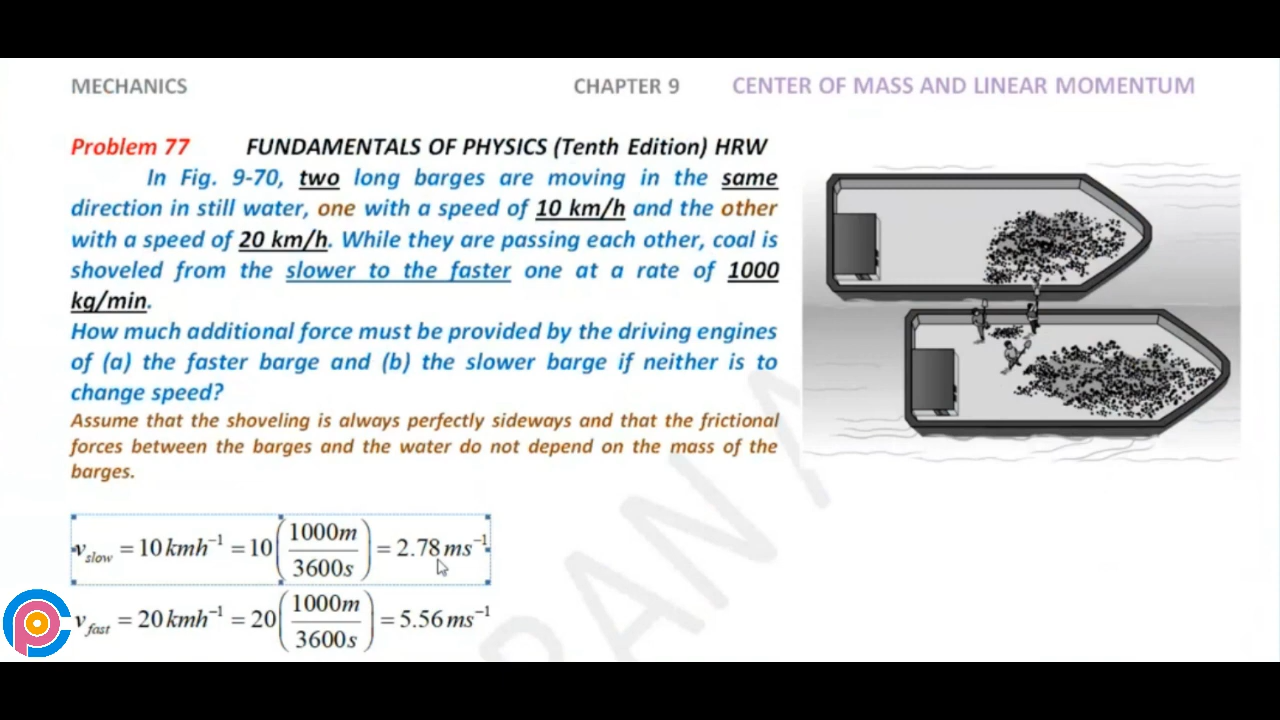 MECHANICS CHAPTER 9 CENTER OF MASS AND LINEAR MOMENTUM
Problem 77 FUNDAMENTALS OF PHYSICS (Tenth Edition) HRW
In Fig. 9-70, two long barges are moving in the same
direction in still water, one with a speed of 10 km/h and the other
with a speed of 20 km/h. While they are passing each other, coal is
shoveled from the slower to the faster one at a rate of 1000
kg/min.
How much additional force must be provided by the driving engines
of (a) the faster barge and (b) the slower barge if neither is to
change speed?
Assume that the shoveling is always perfectly sideways and that the frictional
forces between the barges and the water do not depend on the mass of the
barges.
v_slow = 10 kmh⁻¹ = 10(1000m/3600s) = 2.78 ms⁻¹
v_fast = 20 kmh⁻¹ = 20(1000m/3600s) = 5.56 ms⁻¹